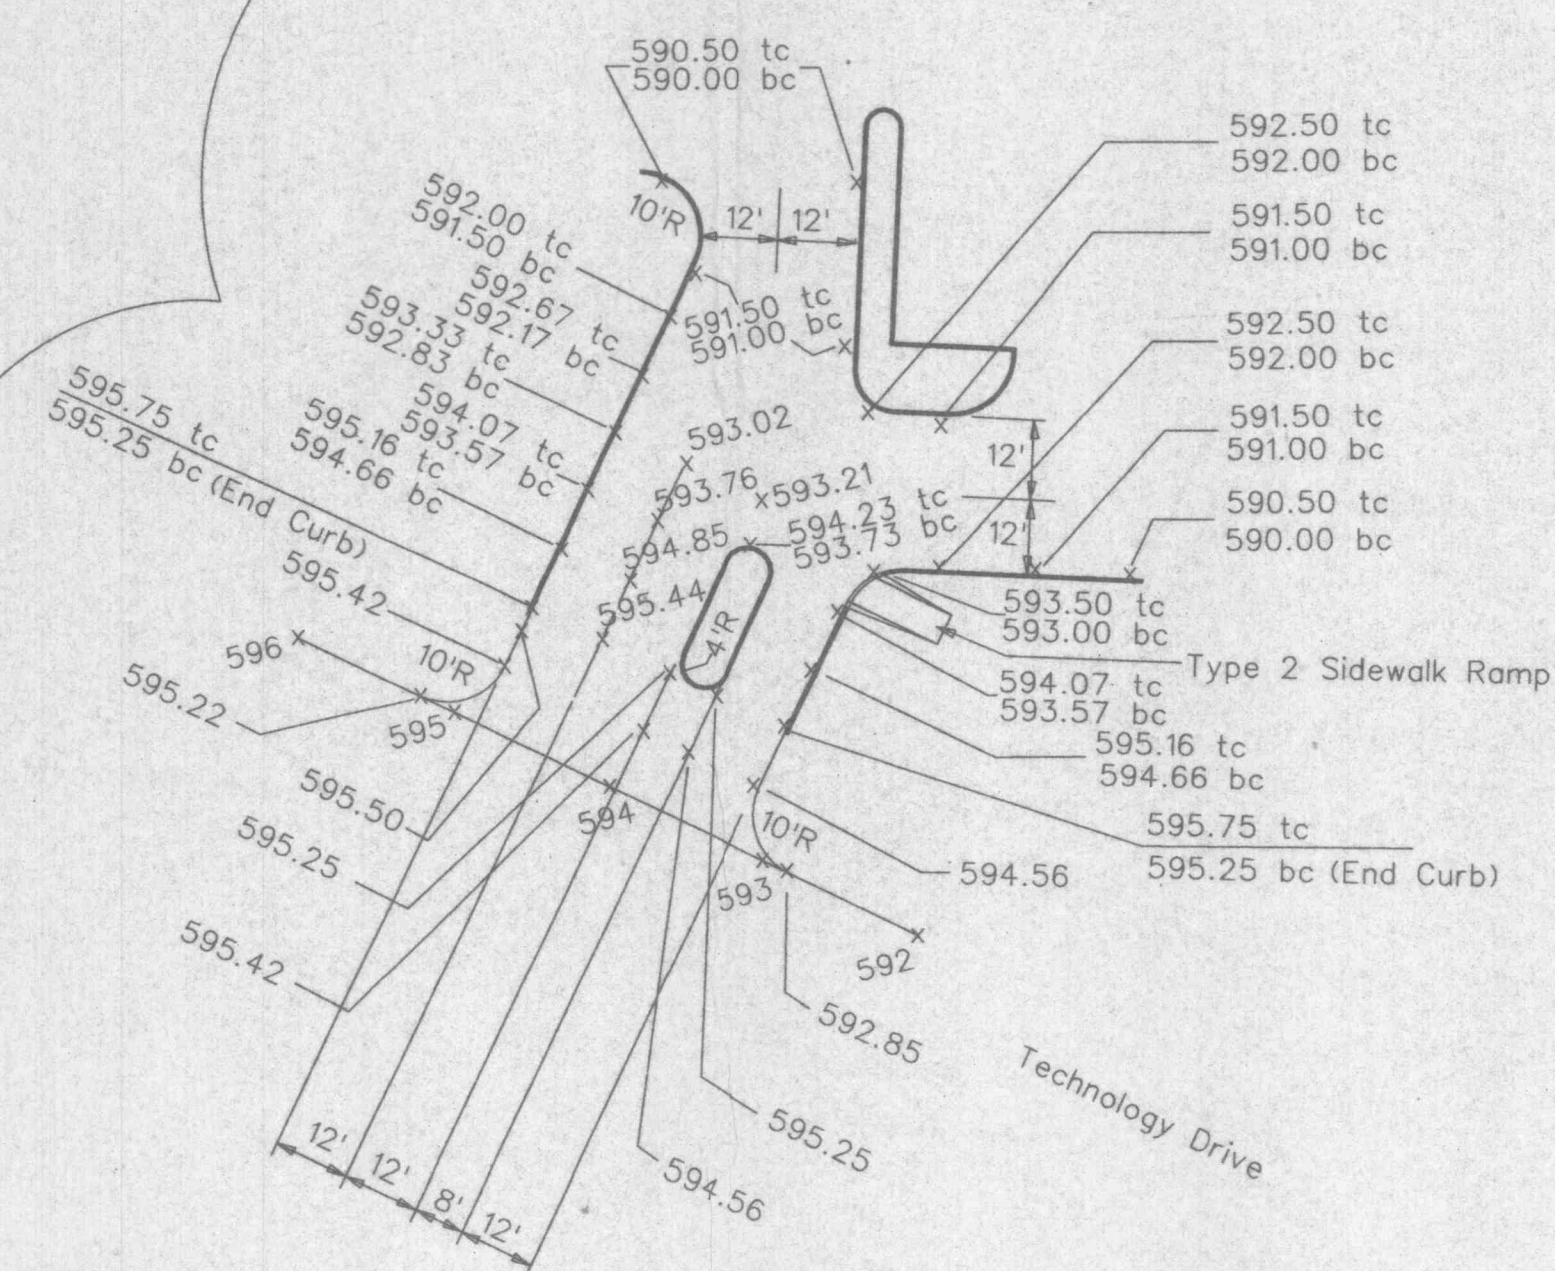 590.50 tc
590.00 bc
592.50 tc
592.00 bc
592.00 tc
591.50 bc
10'R
12'
12'
591.50 tc
591.00 bc
592.67 tc
592.17 bc
591.50 tc
591.00 bc
593.33 tc
592.83 bc
592.50 tc
592.00 bc
595.75 tc
595.25 bc (End Curb)
594.07 tc
593.57 bc
595.16 tc
594.66 bc
593.02
591.50 tc
591.00 bc
12'
593.76
593.21
594.23 tc
593.73 bc
590.50 tc
590.00 bc
12'
594.85
595.42
595.44
593.50 tc
593.00 bc
4'R
596
10'R
Type 2 Sidewalk Ramp
595.22
595
594.07 tc
593.57 bc
595.16 tc
594.66 bc
595.50
594
10'R
595.75 tc
595.25 bc (End Curb)
595.25
593
594.56
595.42
592
592.85
Technology Drive
595.25
594.56
12'
12'
8'
12'